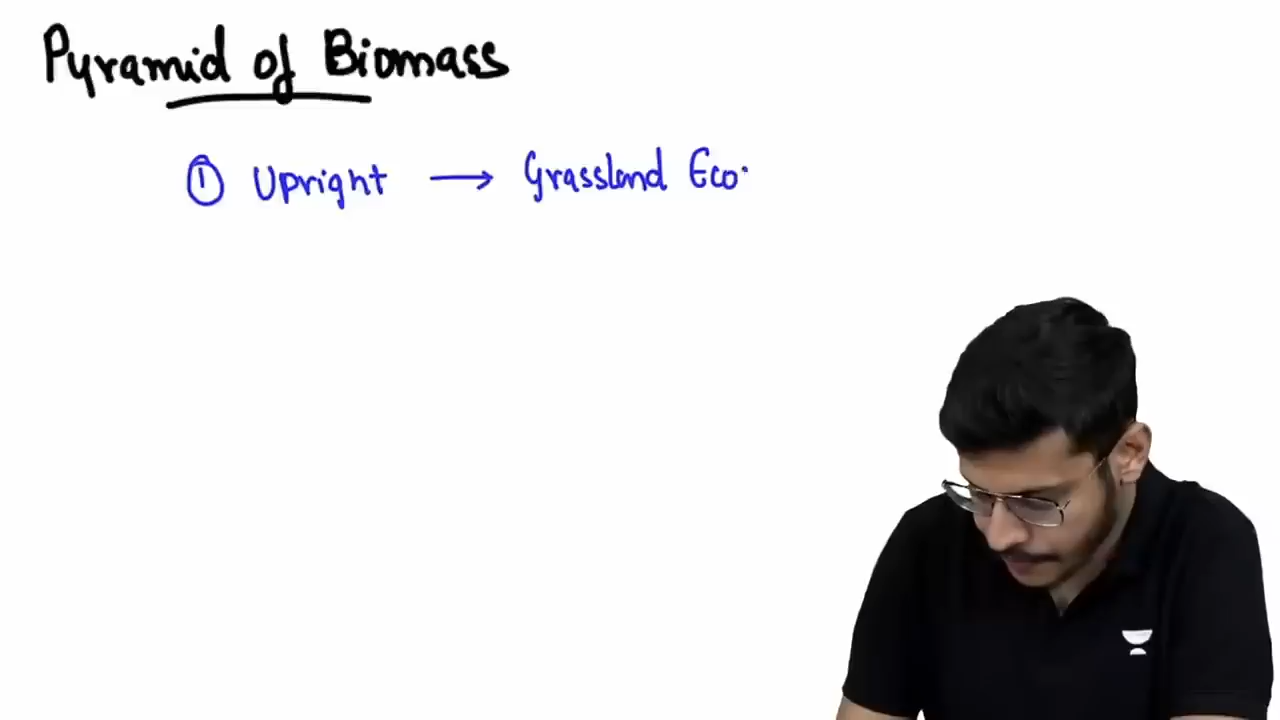 Pyramid of Biomass
① Upright → Grassland Eco.